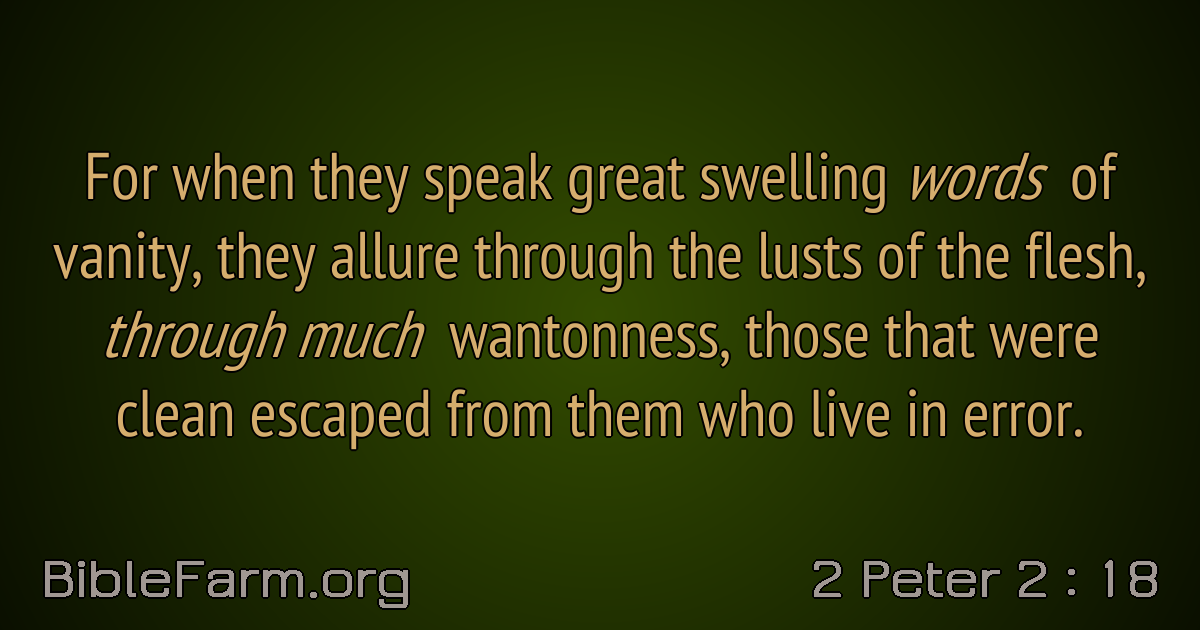 For when they speak great swelling words of
vanity, they allure through the lusts of the flesh,
through much wantonness, those that were
clean escaped from them who live in error.
BibleFarm.org
2 Peter 2 : 18